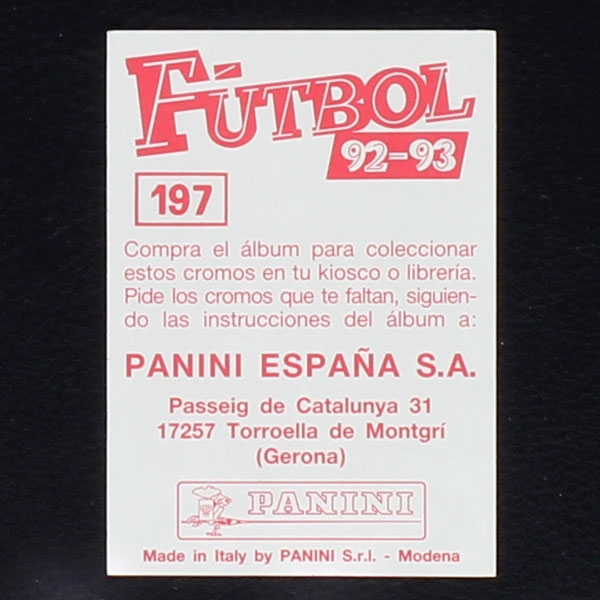 FÚTBOL
92-93
197
Compra el álbum para coleccionar
estos cromos en tu kiosco o librería.
Pide los cromos que te faltan, siguien-
do las instrucciones del álbum a:
PANINI ESPAÑA S.A.
Passeig de Catalunya 31
17257 Torroella de Montgrí
(Gerona)
PANINI
Made in Italy by PANINI S.r.l. - Modena